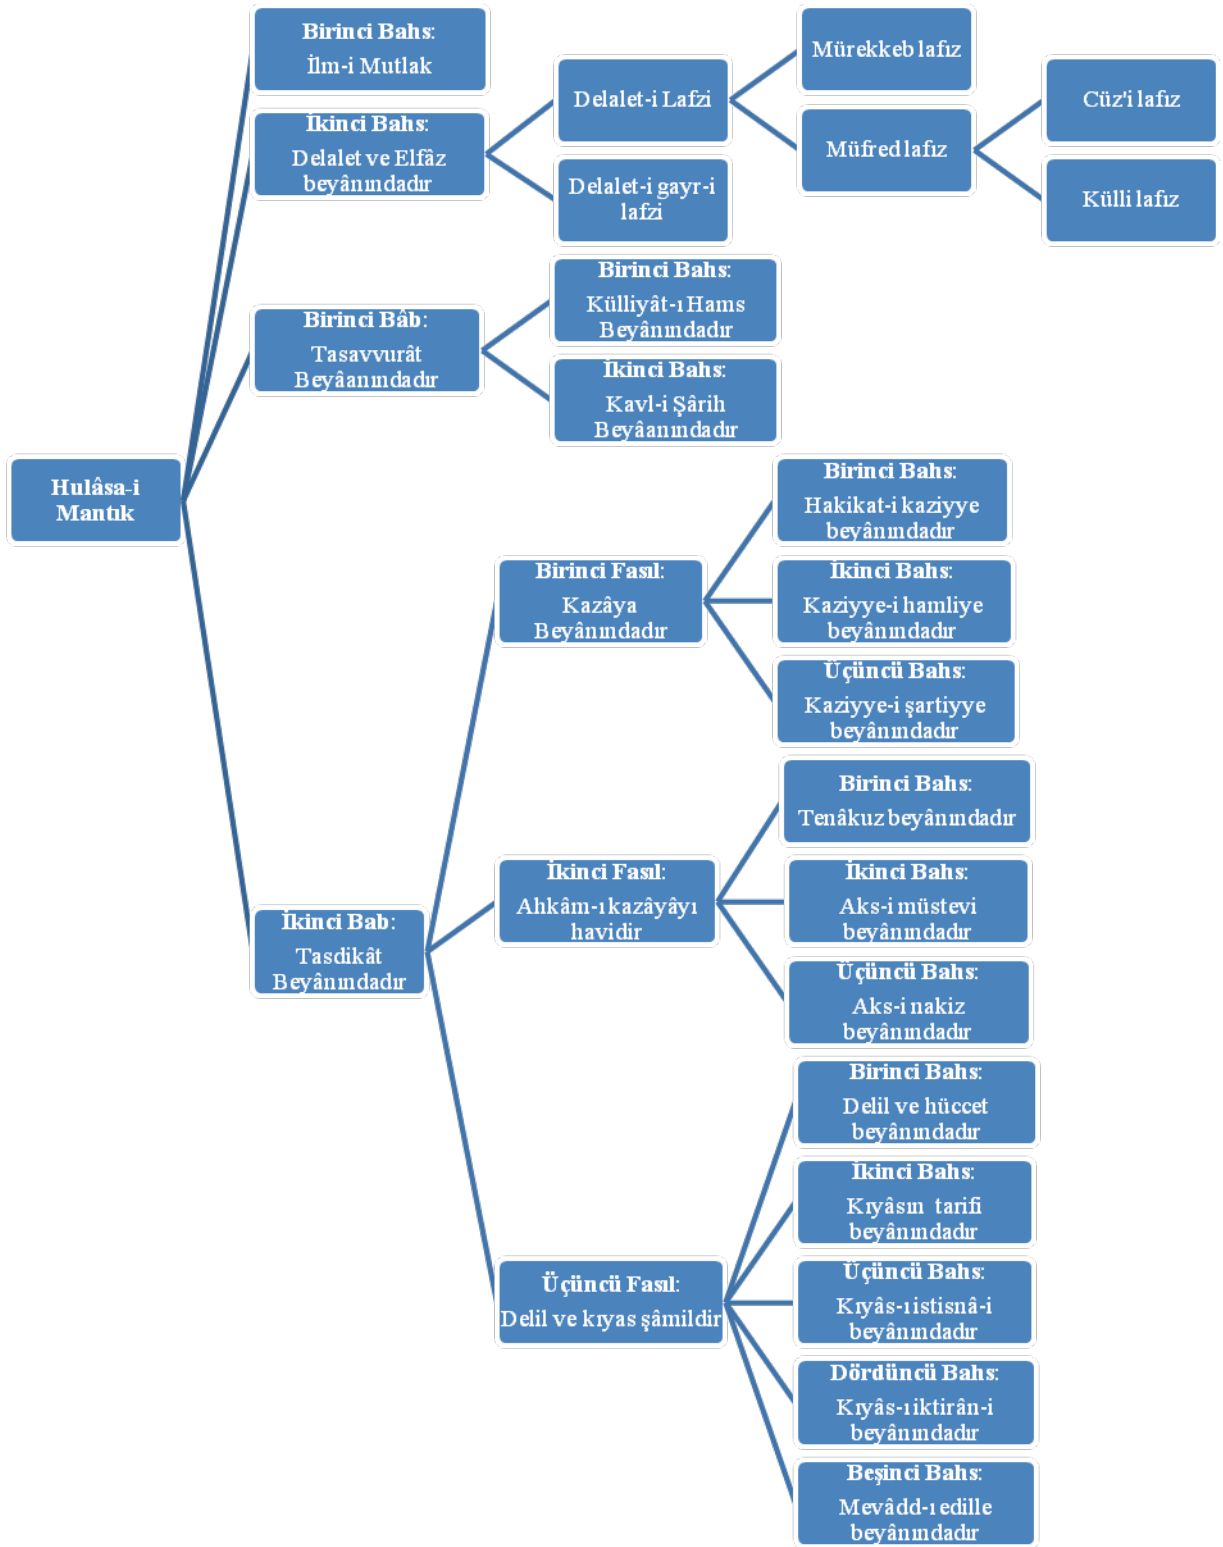 Hulâsa-i
Mantık
Birinci Bahs:
İlm-i Mutlak
İkinci Bahs:
Delalet ve Elfâz
beyânındadır
Delalet-i Lafzi
Mürekkeb lafız
Müfred lafız
Cüz'i lafız
Külli lafız
Delalet-i gayr-i
lafzi
Birinci Bâb:
Tasavvurât
Beyâanındadır
Birinci Bahs:
Külliyât-ı Hams
Beyânındadır
İkinci Bahs:
Kavl-i Şârih
Beyâanındadır
İkinci Bab:
Tasdikât
Beyânındadır
Birinci Fasıl:
Kazâya
Beyânındadır
Birinci Bahs:
Hakikat-i kaziyye
beyânındadır
İkinci Bahs:
Kaziyye-i hamliye
beyânındadır
Üçüncü Bahs:
Kaziyye-i şartiyye
beyânındadır
İkinci Fasıl:
Ahkâm-ı kazâyâyı
havidir
Birinci Bahs:
Tenâkuz beyânındadır
İkinci Bahs:
Aks-i müstevi
beyânındadır
Üçüncü Bahs:
Aks-i nakiz
beyânındadır
Üçüncü Fasıl:
Delil ve kıyas şâmildir
Birinci Bahs:
Delil ve hüccet
beyânındadır
İkinci Bahs:
Kıyâsın tarifi
beyânındadır
Üçüncü Bahs:
Kıyâs-ı istisnâ-i
beyânındadır
Dördüncü Bahs:
Kıyâs-ı iktirân-i
beyânındadır
Beşinci Bahs:
Mevâdd-ı edille
beyânındadır